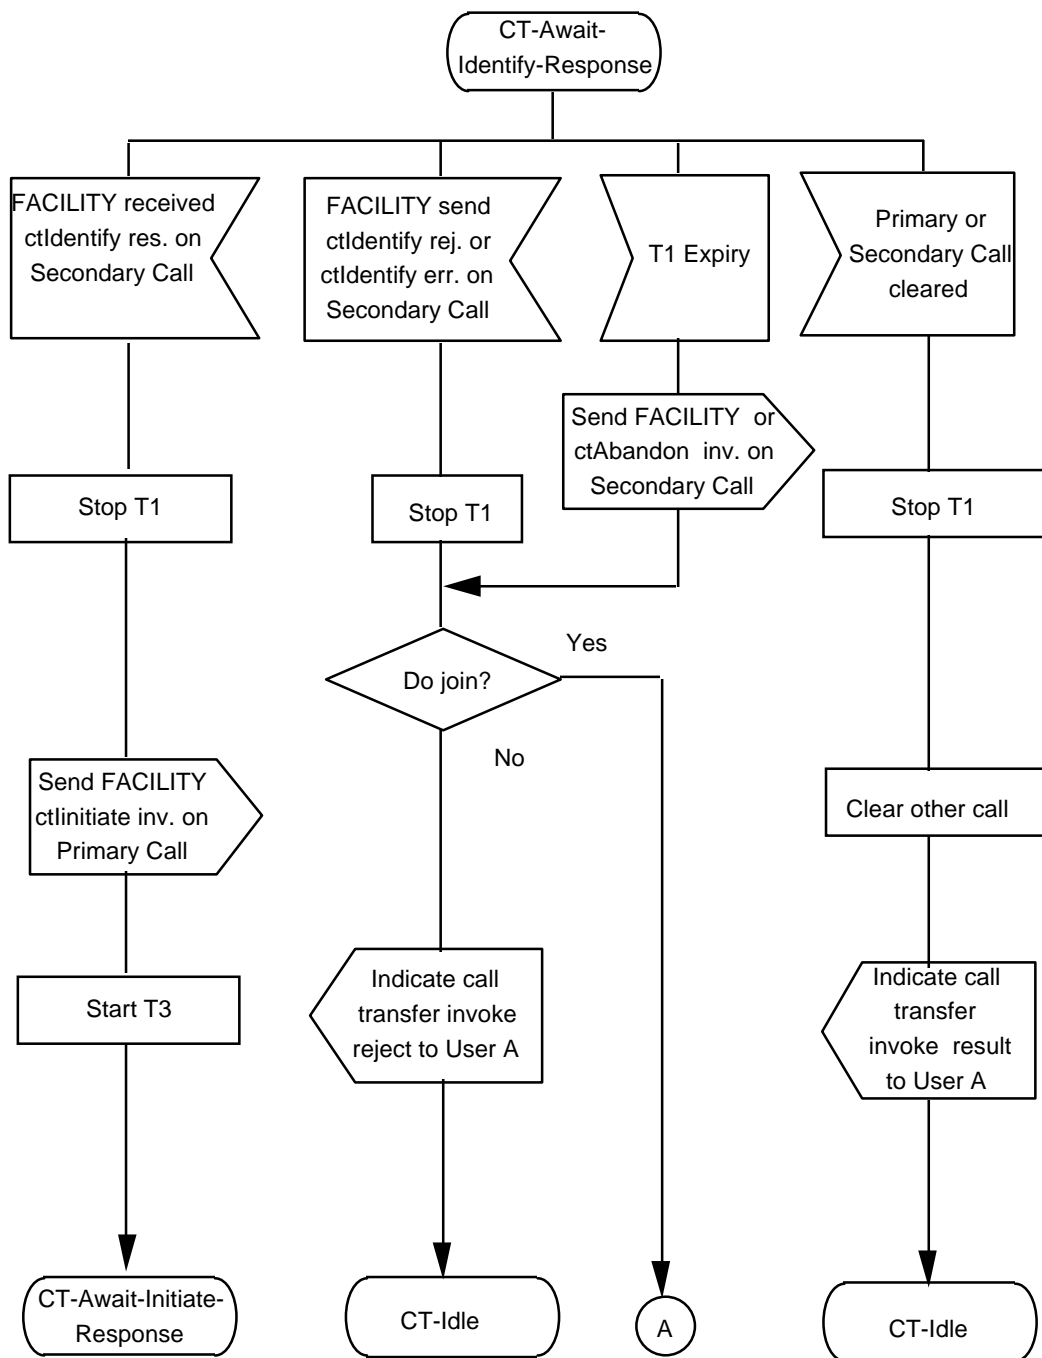 CT-Await-
Identify-Response
FACILITY received
ctIdentify res. on
Secondary Call
FACILITY send
ctIdentify rej. or
ctIdentify err. on
Secondary Call
T1 Expiry
Primary or
Secondary Call
cleared
Send FACILITY or
ctAbandon inv. on
Secondary Call
Stop T1
Stop T1
Stop T1
Do join?
Yes
No
Send FACILITY
ctIinitiate inv. on
Primary Call
Clear other call
Start T3
Indicate call
transfer invoke
reject to User A
Indicate call
transfer
invoke result
to User A
CT-Await-Initiate-
Response
CT-Idle
A
CT-Idle